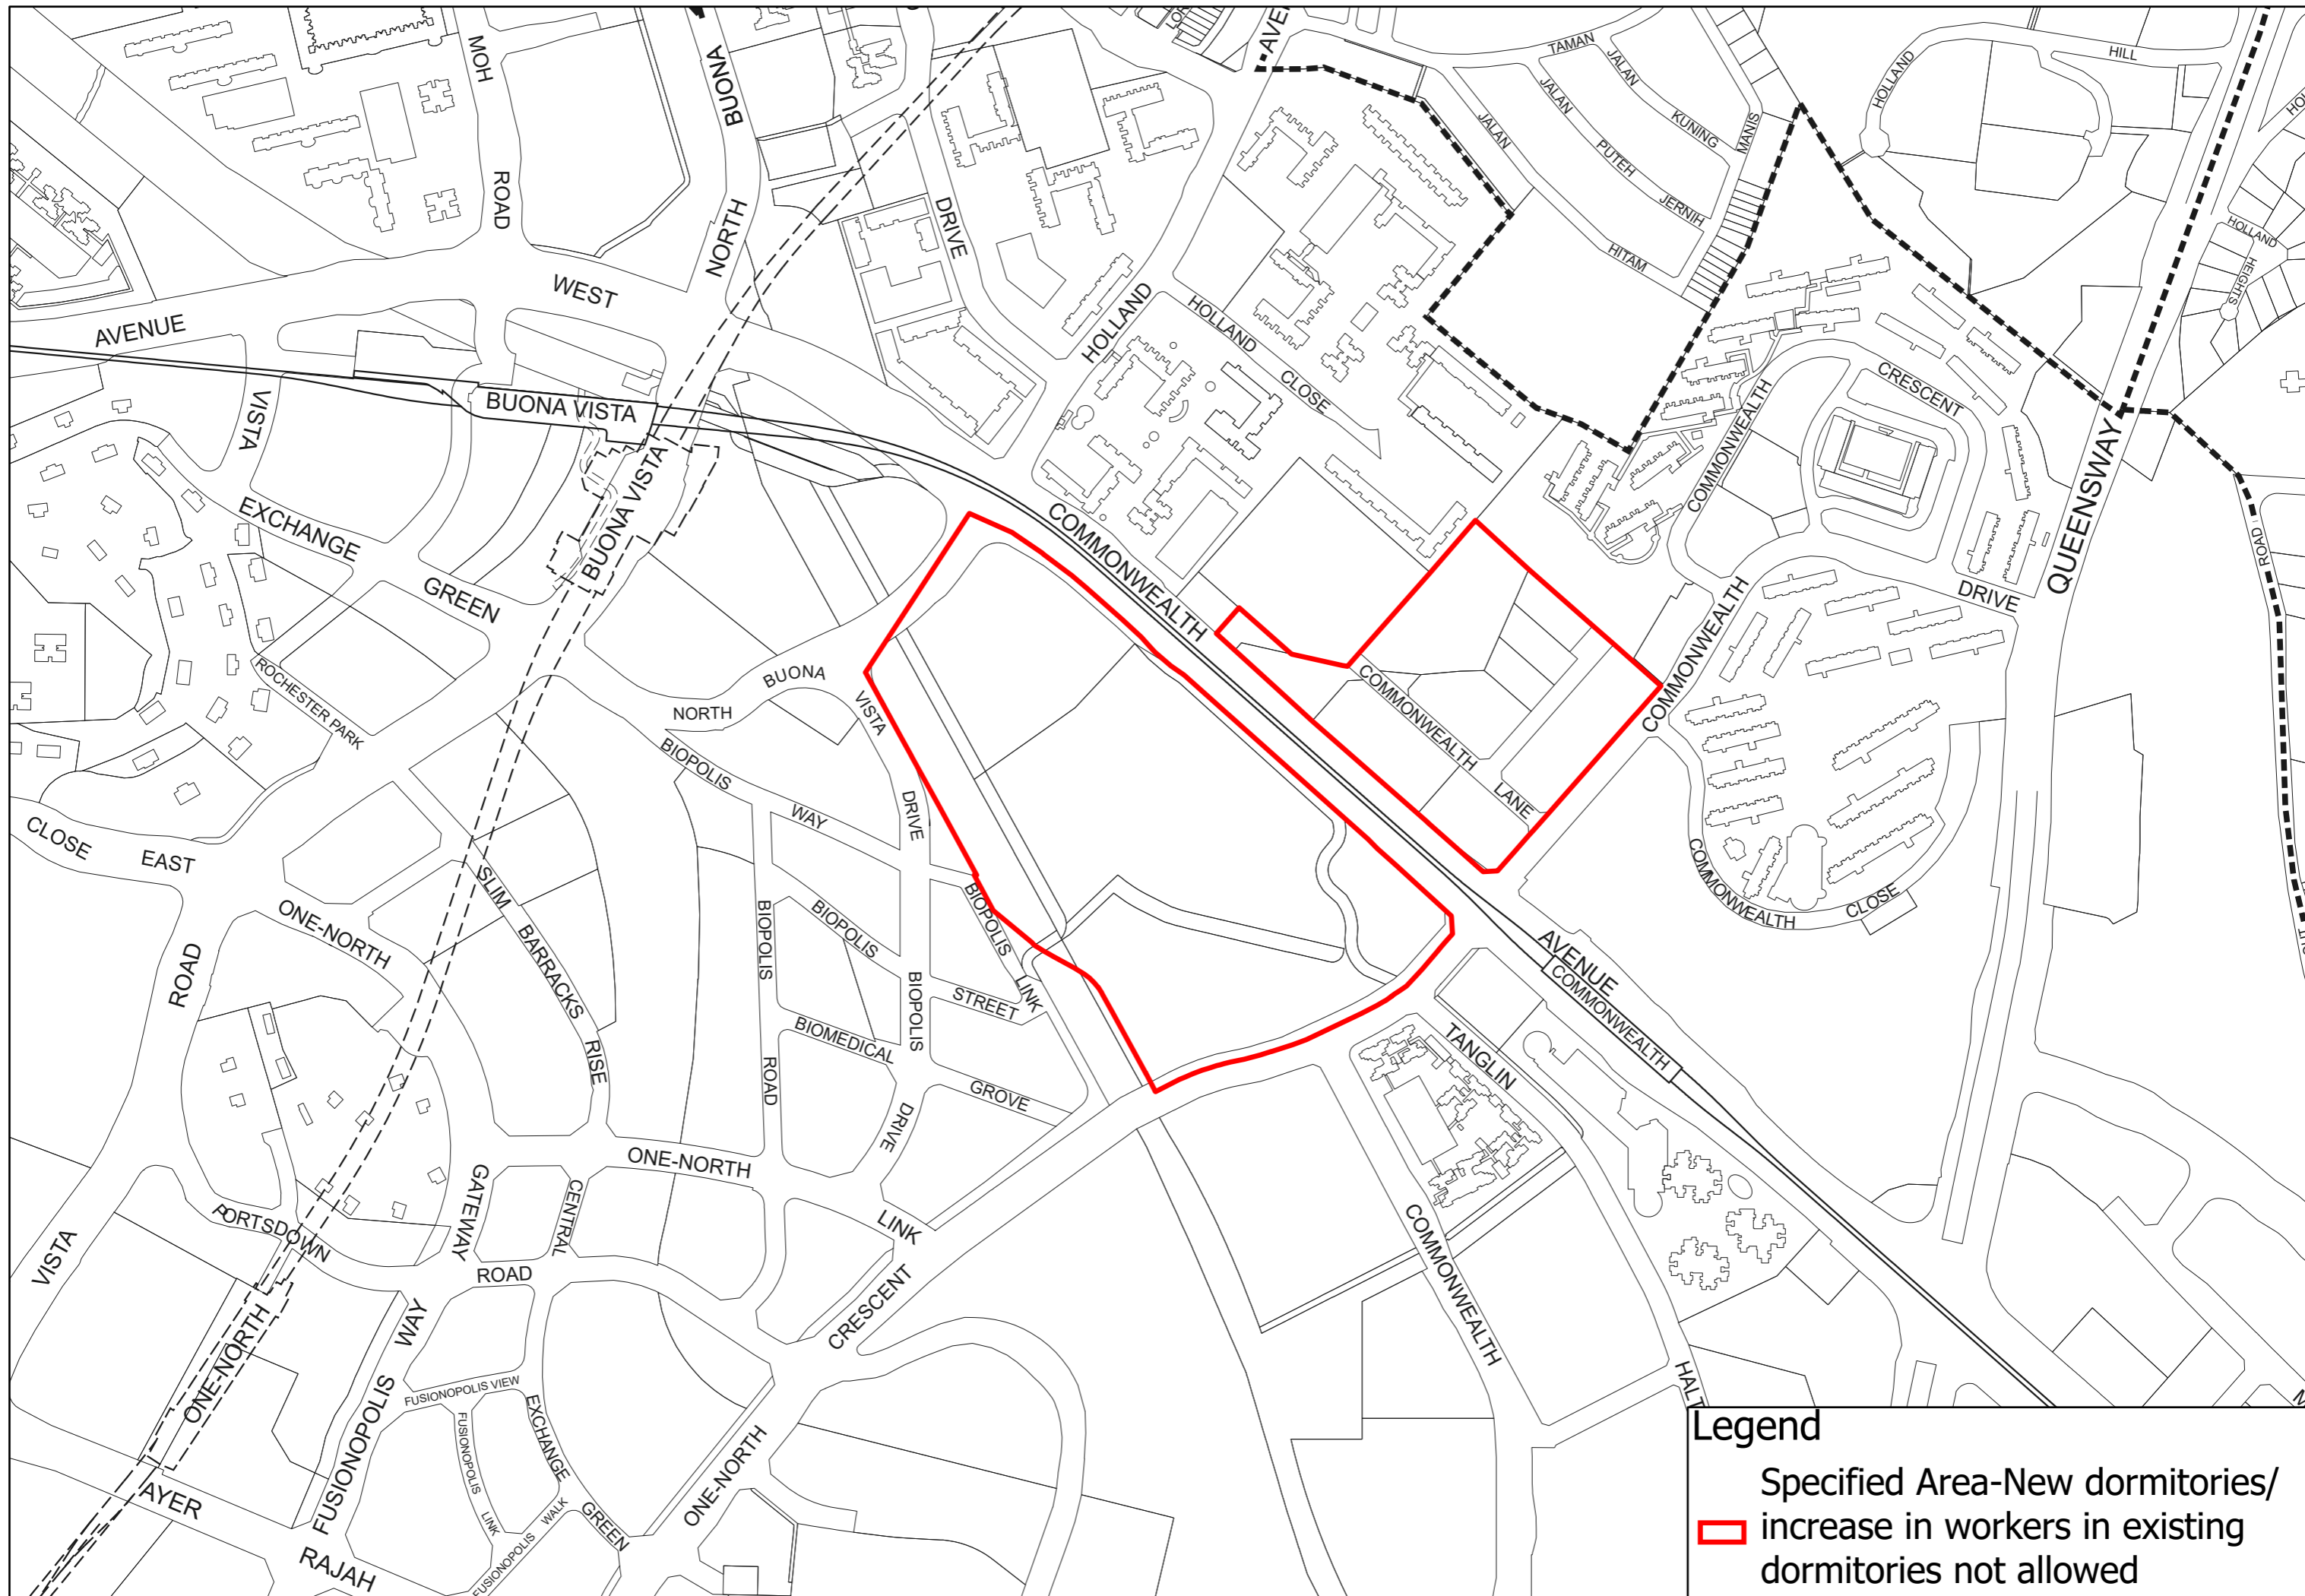 HOW
ROAD
BUONA
NORTH
DRIVE
HOLLAND
TAMAN
JALAN
KUNING
JALAN
PUTEH
JERNIH
MANIS
JALAN
HITAM
HOLLAND
HILL
HOLLAND
HEIGHTS
WEST
AVENUE
VISTA
BUONA VISTA
BUONA VISTA
EXCHANGE
GREEN
ROCHESTER PARK
HOLLAND
CLOSE
COMMONWEALTH
CRESCENT
COMMONWEALTH
DRIVE
QUEENSWAY
ROAD
COMMONWEALTH
COMMONWEALTH
LANE
COMMONWEALTH
CLOSE
NORTH
BUONA
VISTA
DRIVE
BIOPOLIS
WAY
BIOPOLIS
ROAD
BIOPOLIS
STREET
BIOPOLIS
LINK
BIOPOLIS
DRIVE
BIOMEDICAL
GROVE
CLOSE
EAST
ROAD
VISTA
ONE-NORTH
SLIM
BARRACKS
RISE
AVENUE
COMMONWEALTH
TANGLIN
HALT
COMMONWEALTH
PORTSDOWN
ROAD
GATEWAY
CENTRAL
ONE-NORTH
LINK
CRESCENT
ONE-NORTH
ONE-NORTH
FUSIONOPOLIS
WAY
FUSIONOPOLIS VIEW
FUSIONOPOLIS
LINK
EXCHANGE
GREEN
FUSIONOPOLIS
WALK
AYER
RAJAH
Legend
Specified Area-New dormitories/
increase in workers in existing
dormitories not allowed